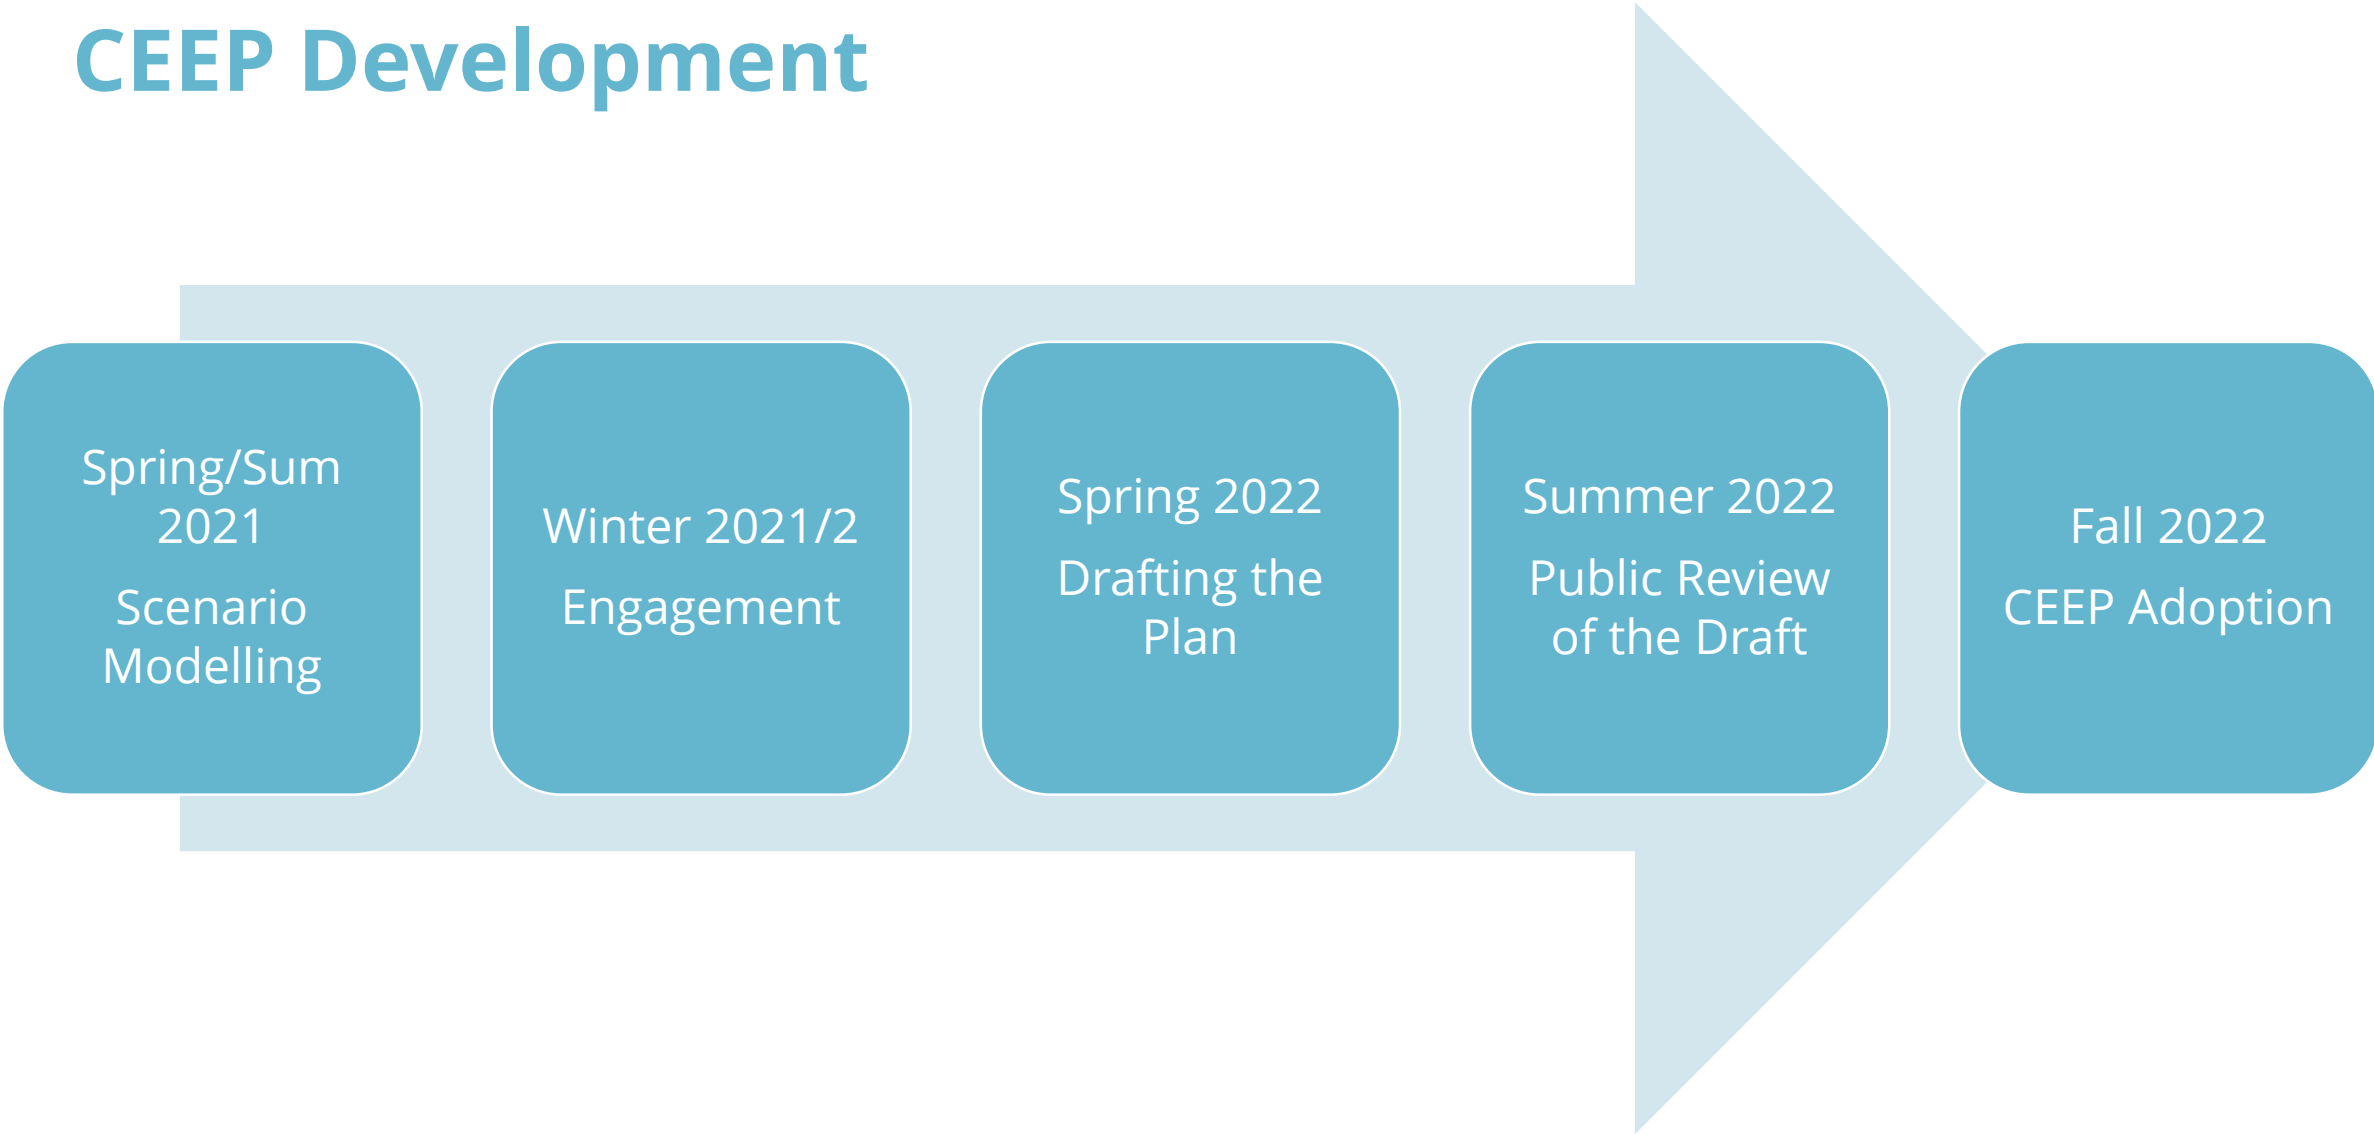 CEEP Development
Spring/Sum
2021
Scenario
Modelling
Winter 2021/2
Engagement
Spring 2022
Drafting the
Plan
Summer 2022
Public Review
of the Draft
Fall 2022
CEEP Adoption